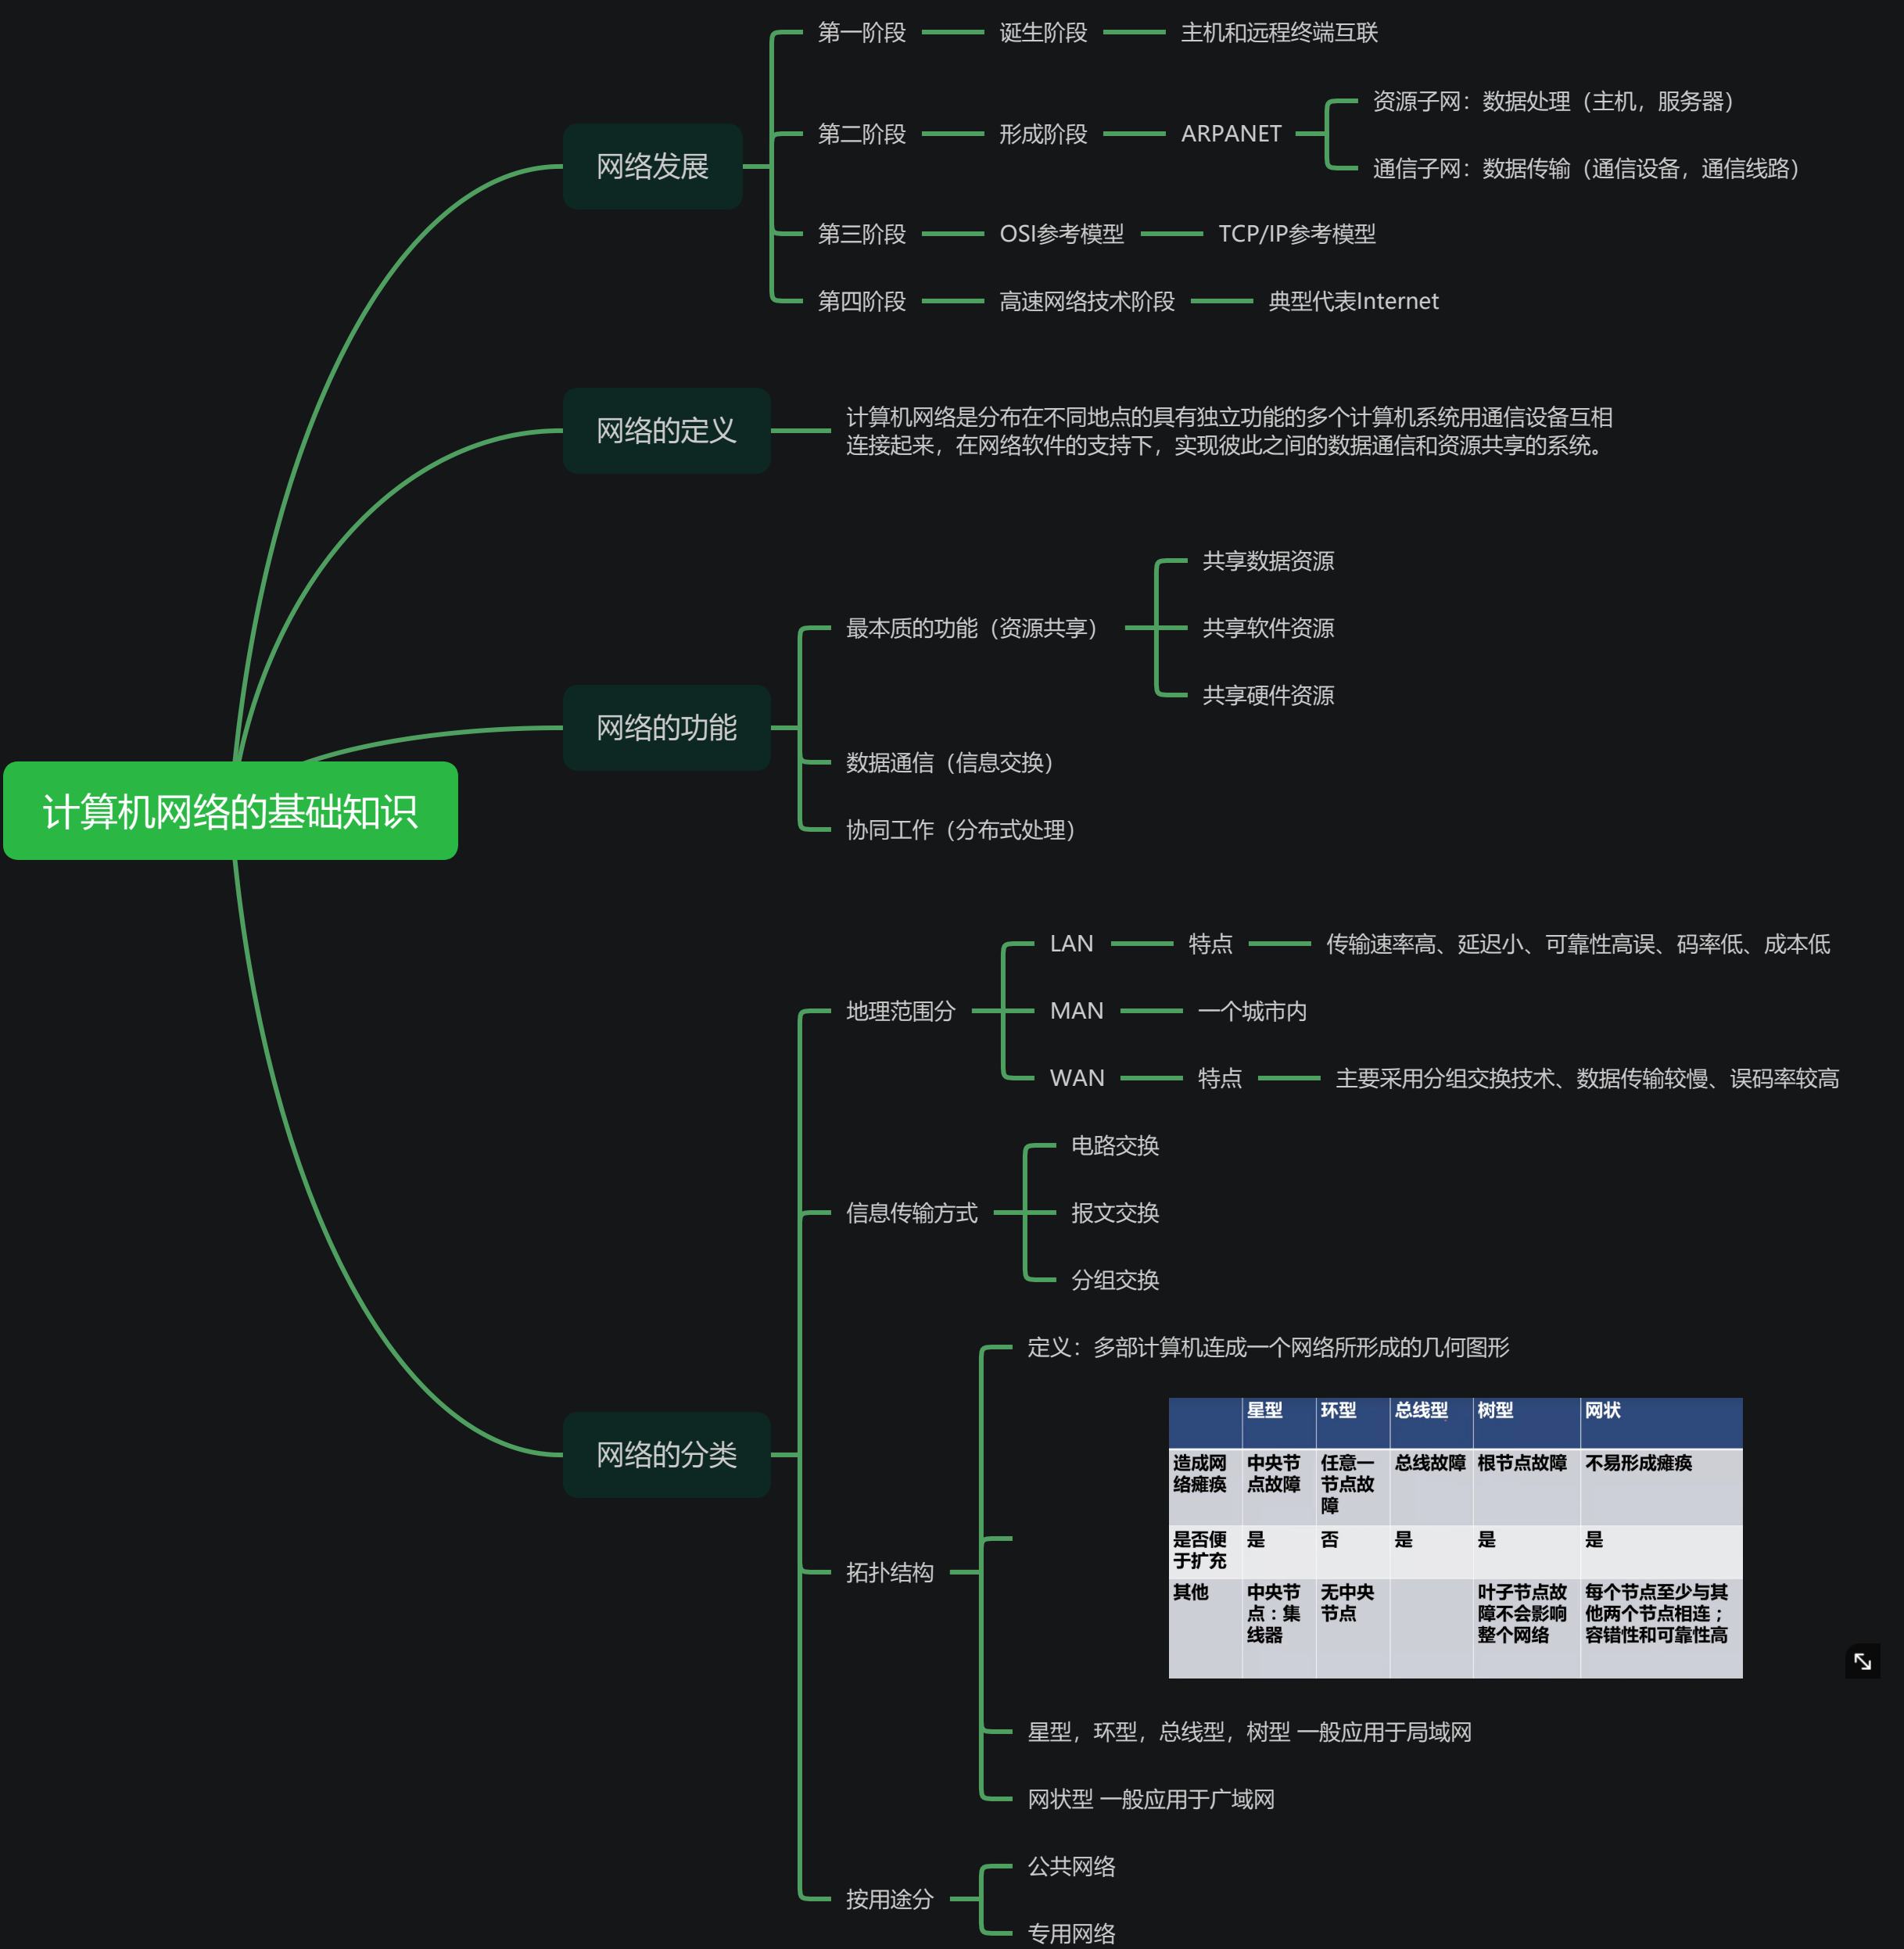 计算机网络的基础知识
网络发展
第一阶段
诞生阶段
主机和远程终端互联
第二阶段
形成阶段
ARPANET
资源子网：数据处理（主机，服务器）
通信子网：数据传输（通信设备，通信线路）
第三阶段
OSI参考模型
TCP/IP参考模型
第四阶段
高速网络技术阶段
典型代表Internet
网络的定义
计算机网络是分布在不同地点的具有独立功能的多个计算机系统用通信设备互相
连接起来，在网络软件的支持下，实现彼此之间的数据通信和资源共享的系统。
网络的功能
最本质的功能（资源共享）
共享数据资源
共享软件资源
共享硬件资源
数据通信（信息交换）
协同工作（分布式处理）
网络的分类
地理范围分
LAN
特点
传输速率高、延迟小、可靠性高误、码率低、成本低
MAN
一个城市内
WAN
特点
主要采用分组交换技术、数据传输较慢、误码率较高
信息传输方式
电路交换
报文交换
分组交换
拓扑结构
定义：多部计算机连成一个网络所形成的几何图形
星型
环型
总线型
树型
网状
造成网
络瘫痪
中央节
点故障
任意一
节点故
障
总线故障
根节点故障
不易形成瘫痪
是否便
于扩充
是
否
是
是
是
其他
中央节
点：集
线器
无中央
节点
叶子节点故
障不会影响
整个网络
每个节点至少与其
他两个节点相连；
容错性和可靠性高
星型，环型，总线型，树型 一般应用于局域网
网状型 一般应用于广域网
按用途分
公共网络
专用网络